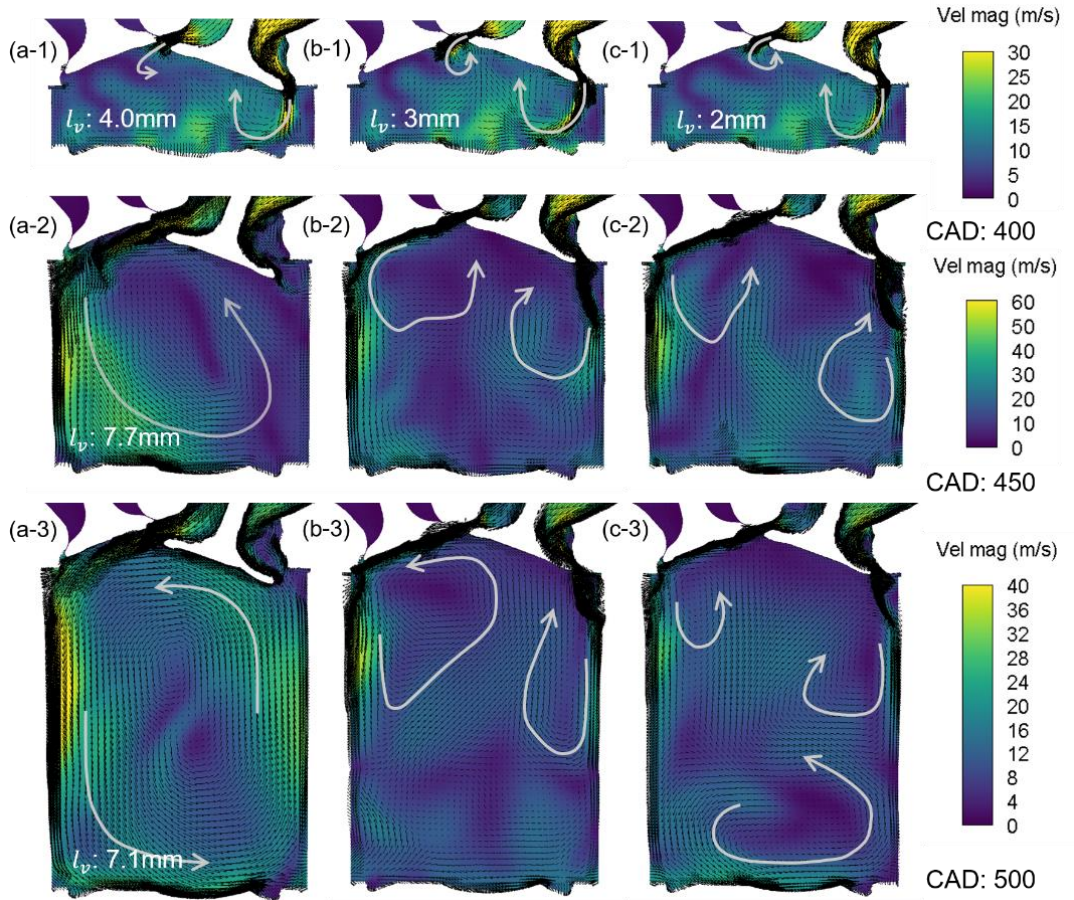 (a-1)
(b-1)
(c-1)
Vel mag (m/s)
30
25
20
15
10
5
0
l_v: 4.0mm
l_v: 3mm
l_v: 2mm
CAD: 400
(a-2)
(b-2)
(c-2)
Vel mag (m/s)
60
50
40
30
20
10
0
l_v: 7.7mm
CAD: 450
(a-3)
(b-3)
(c-3)
Vel mag (m/s)
40
36
32
28
24
20
16
12
8
4
0
l_v: 7.1mm
CAD: 500